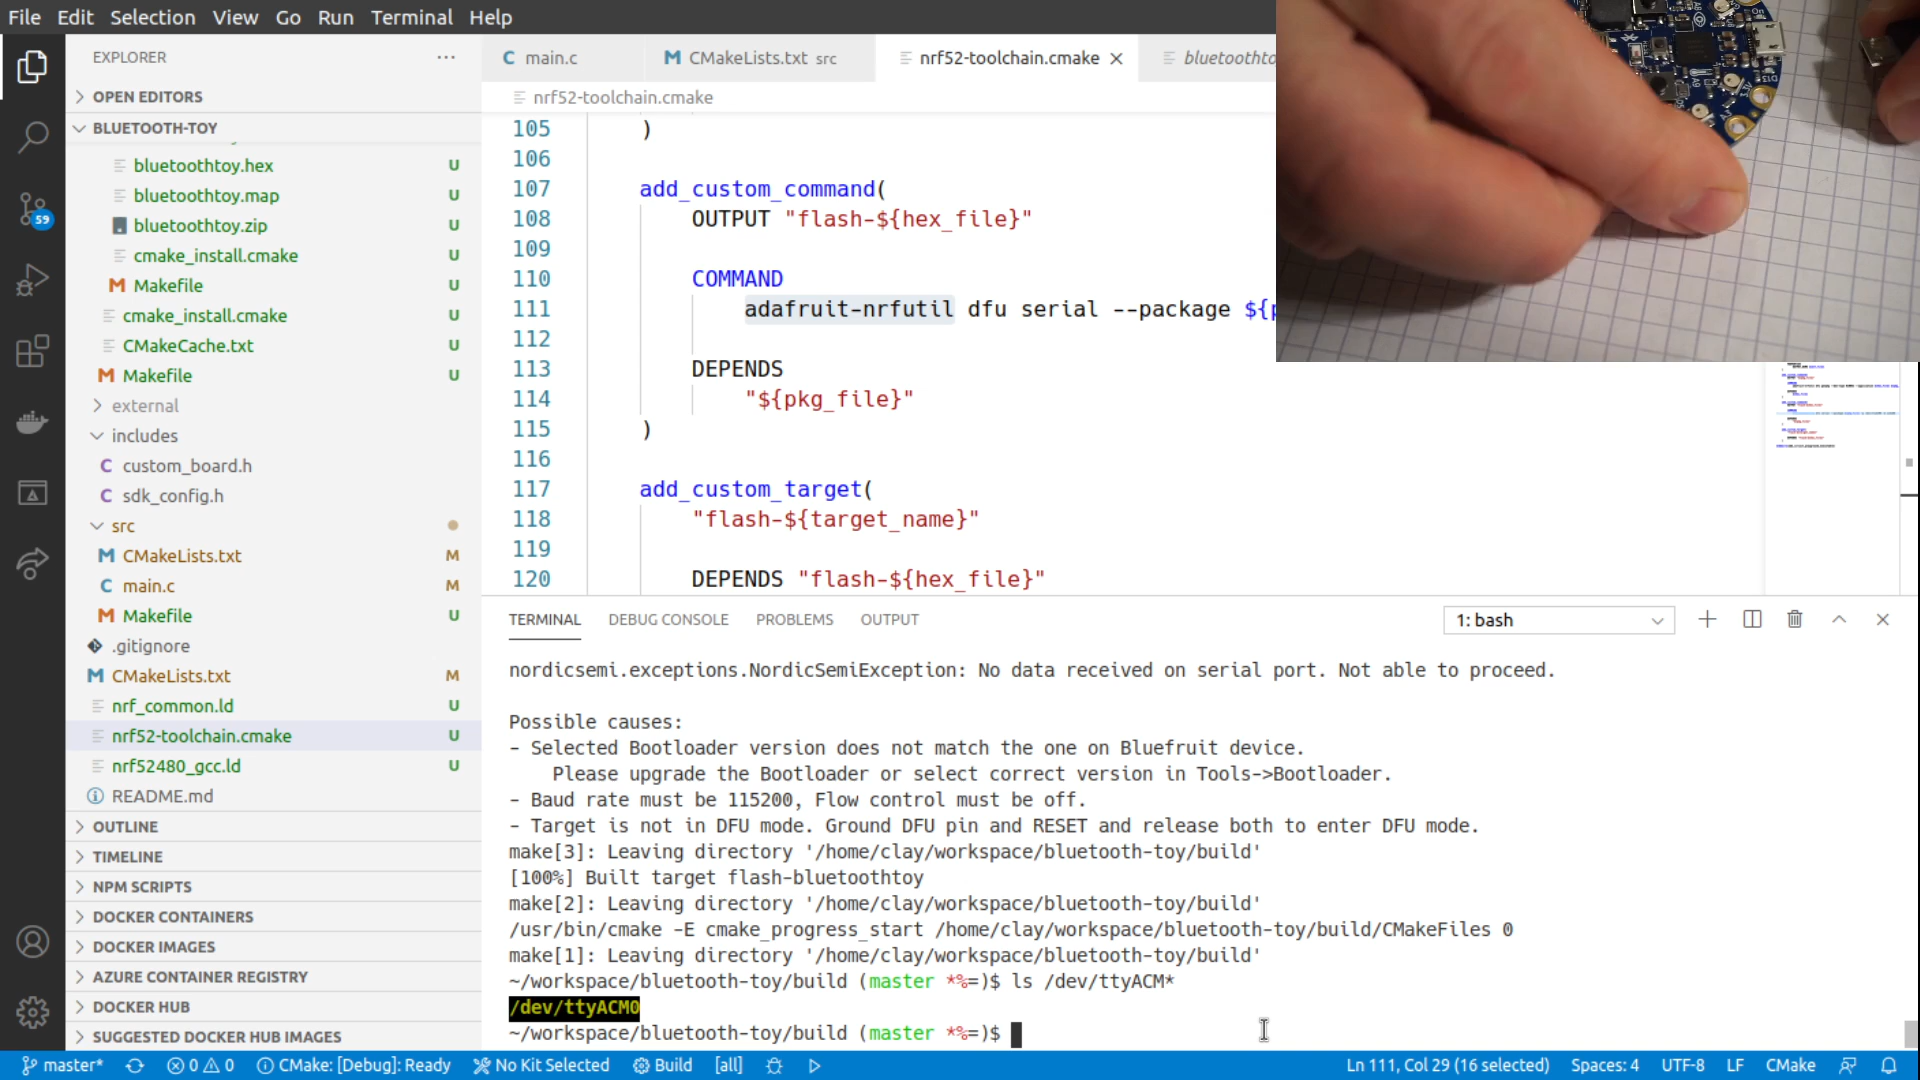 File Edit Selection View Go Run Terminal Help
EXPLORER
OPEN EDITORS
BLUETOOTH-TOY
bluetoothtoy.hex U
bluetoothtoy.map U
bluetoothtoy.zip U
cmake_install.cmake U
Makefile U
cmake_install.cmake U
CMakeCache.txt U
Makefile U
external
includes
custom_board.h
sdk_config.h
src
CMakeLists.txt M
main.c M
Makefile U
.gitignore
CMakeLists.txt M
nrf_common.ld U
nrf52-toolchain.cmake U
nrf52480_gcc.ld U
README.md
OUTLINE
TIMELINE
NPM SCRIPTS
DOCKER CONTAINERS
DOCKER IMAGES
AZURE CONTAINER REGISTRY
DOCKER HUB
SUGGESTED DOCKER HUB IMAGES
59
main.c CMakeLists.txt src nrf52-toolchain.cmake bluetoothto
nrf52-toolchain.cmake
105 )
106
107 add_custom_command(
108 OUTPUT "flash-${hex_file}"
109
110 COMMAND
111 adafruit-nrfutil dfu serial --package ${p
112
113 DEPENDS
114 "${pkg_file}"
115 )
116
117 add_custom_target(
118 "flash-${target_name}"
119
120 DEPENDS "flash-${hex_file}"
TERMINAL DEBUG CONSOLE PROBLEMS OUTPUT 1: bash
nordicsemi.exceptions.NordicSemiException: No data received on serial port. Not able to proceed.
Possible causes:
- Selected Bootloader version does not match the one on Bluefruit device.
Please upgrade the Bootloader or select correct version in Tools->Bootloader.
- Baud rate must be 115200, Flow control must be off.
- Target is not in DFU mode. Ground DFU pin and RESET and release both to enter DFU mode.
make[3]: Leaving directory '/home/clay/workspace/bluetooth-toy/build'
[100%] Built target flash-bluetoothtoy
make[2]: Leaving directory '/home/clay/workspace/bluetooth-toy/build'
/usr/bin/cmake -E cmake_progress_start /home/clay/workspace/bluetooth-toy/build/CMakeFiles 0
make[1]: Leaving directory '/home/clay/workspace/bluetooth-toy/build'
~/workspace/bluetooth-toy/build (master *%=)$ ls /dev/ttyACM*
/dev/ttyACM0
~/workspace/bluetooth-toy/build (master *%=)$
master* 0 0 CMake: [Debug]: Ready No Kit Selected Build [all] Ln 111, Col 29 (16 selected) Spaces: 4 UTF-8 LF CMake